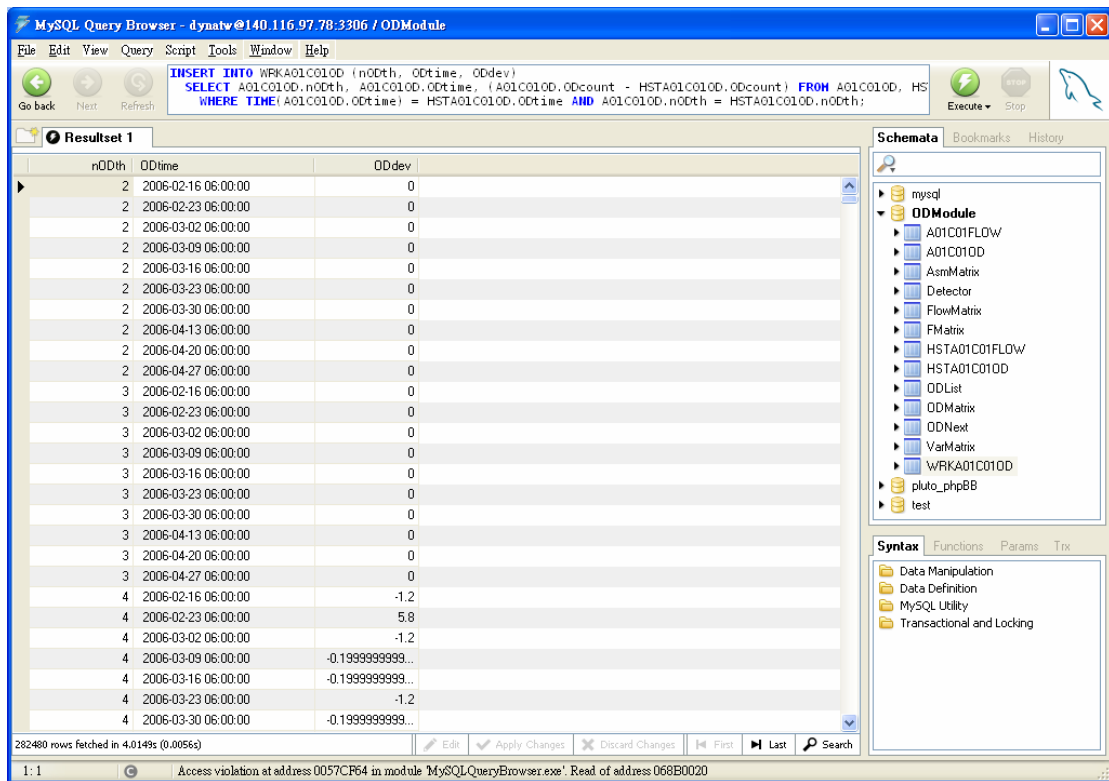 MySQL Query Browser - dynatw@140.116.97.78:3306 / ODModule
File Edit View Query Script Tools Window Help
INSERT INTO WRKA01C01OD (nODth, ODtime, ODdev)
SELECT A01C01OD.nODth, A01C01OD.ODtime, (A01C01OD.ODcount - HSTA01C01OD.ODcount) FROM A01C01OD, HS
WHERE TIME(A01C01OD.ODtime) = HSTA01C01OD.ODtime AND A01C01OD.nODth = HSTA01C01OD.nODth;
Go back Next Refresh Execute Stop
STOP
Resultset 1
nODth ODtime ODdev
2 2006-02-16 06:00:00 0
2 2006-02-23 06:00:00 0
2 2006-03-02 06:00:00 0
2 2006-03-09 06:00:00 0
2 2006-03-16 06:00:00 0
2 2006-03-23 06:00:00 0
2 2006-03-30 06:00:00 0
2 2006-04-13 06:00:00 0
2 2006-04-20 06:00:00 0
2 2006-04-27 06:00:00 0
3 2006-02-16 06:00:00 0
3 2006-02-23 06:00:00 0
3 2006-03-02 06:00:00 0
3 2006-03-09 06:00:00 0
3 2006-03-16 06:00:00 0
3 2006-03-23 06:00:00 0
3 2006-03-30 06:00:00 0
3 2006-04-13 06:00:00 0
3 2006-04-20 06:00:00 0
3 2006-04-27 06:00:00 0
4 2006-02-16 06:00:00 -1.2
4 2006-02-23 06:00:00 5.8
4 2006-03-02 06:00:00 -1.2
4 2006-03-09 06:00:00 -0.1999999999...
4 2006-03-16 06:00:00 -0.1999999999...
4 2006-03-23 06:00:00 -1.2
4 2006-03-30 06:00:00 -0.1999999999...
282480 rows fetched in 4.0149s (0.0056s) Edit Apply Changes Discard Changes First Last Search
Schemata Bookmarks History
mysql
ODModule
A01C01FLOW
A01C01OD
AsmMatrix
Detector
FlowMatrix
FMatrix
HSTA01C01FLOW
HSTA01C01OD
ODList
ODMatrix
ODNext
VarMatrix
WRKA01C01OD
pluto_phpBB
test
Syntax Functions Params Trx
Data Manipulation
Data Definition
MySQL Utility
Transactional and Locking
1: 1 Access violation at address 0057CF64 in module 'MySQLQueryBrowser.exe'. Read of address 068B0020